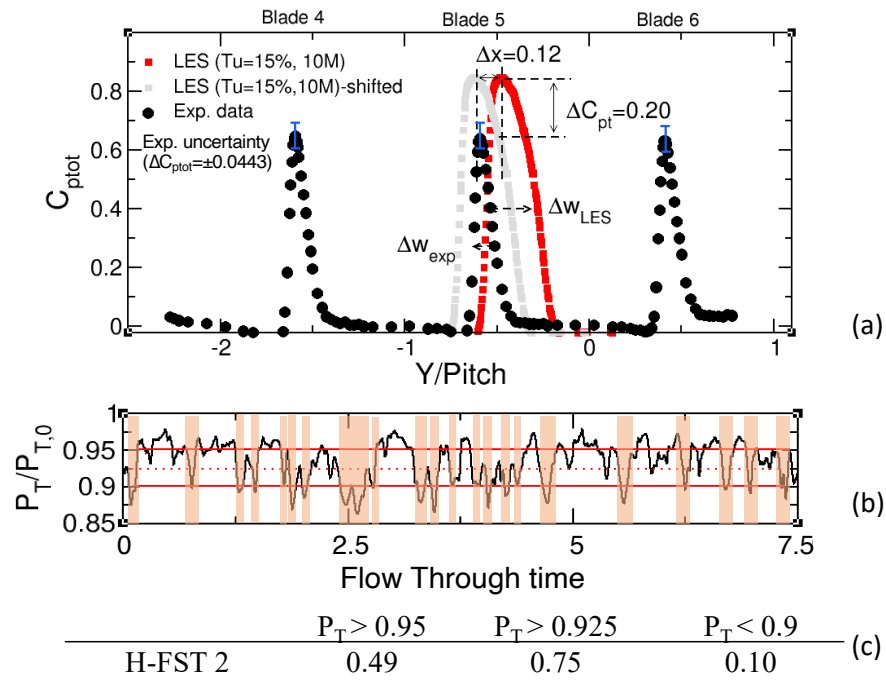 Blade 4 Blade 5 Blade 6
LES (Tu=15%, 10M)
LES (Tu=15%,10M)-shifted
Exp. data
Exp. uncertainty
(ΔCptot=±0.0443)
Δx=0.12
ΔCpt=0.20
ΔwLES
Δwexp
Cptot
0.8
0.6
0.4
0.2
0
-2 -1 0 1
Y/Pitch
(a)
PT/PT,0
1
0.95
0.9
0.85
0 2.5 5 7.5
Flow Through time
(b)
PT > 0.95 PT > 0.925 PT < 0.9
H-FST 2 0.49 0.75 0.10
(c)